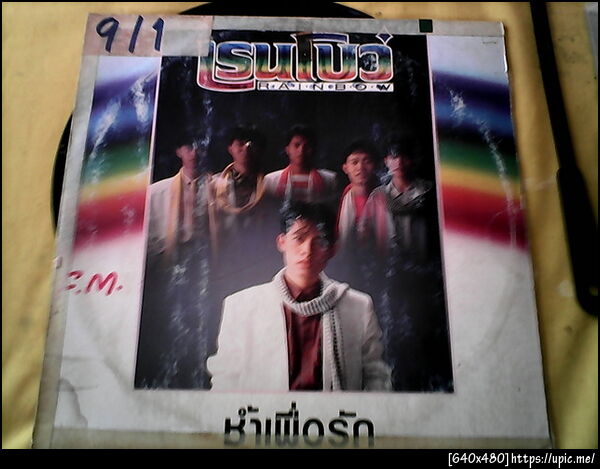 9/1
เรนโบว์
RAINBOW
F.M.
ช้ำเพื่อรัก
[640x480]https://upic.me/